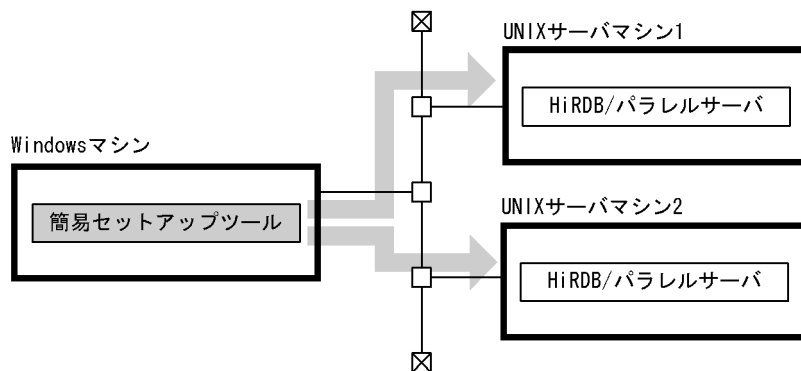 UNIXサーバマシン1
HiRDB/パラレルサーバ
Windowsマシン
簡易セットアップツール
UNIXサーバマシン2
HiRDB/パラレルサーバ